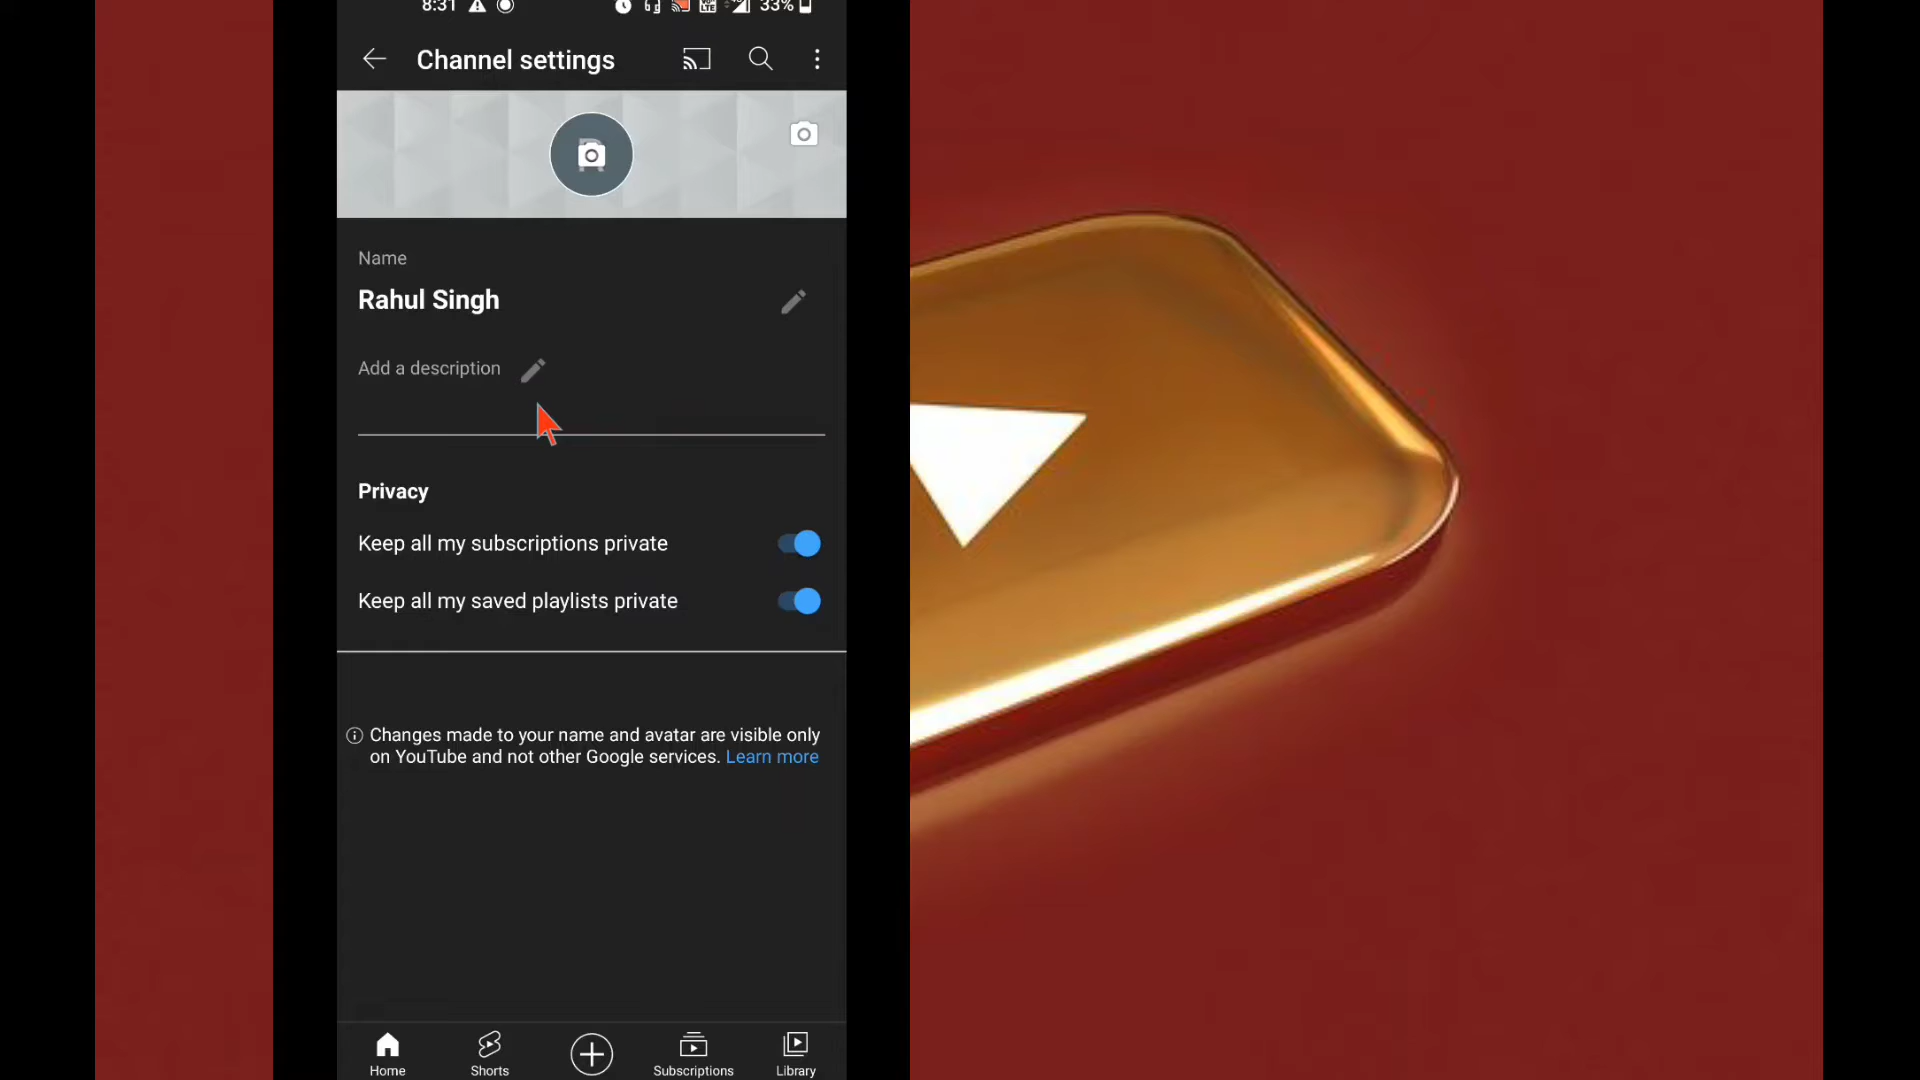 8:31 33%
Channel settings
Name
Rahul Singh
Add a description
Privacy
Keep all my subscriptions private
Keep all my saved playlists private
Changes made to your name and avatar are visible only
on YouTube and not other Google services. Learn more
Home Shorts Subscriptions Library